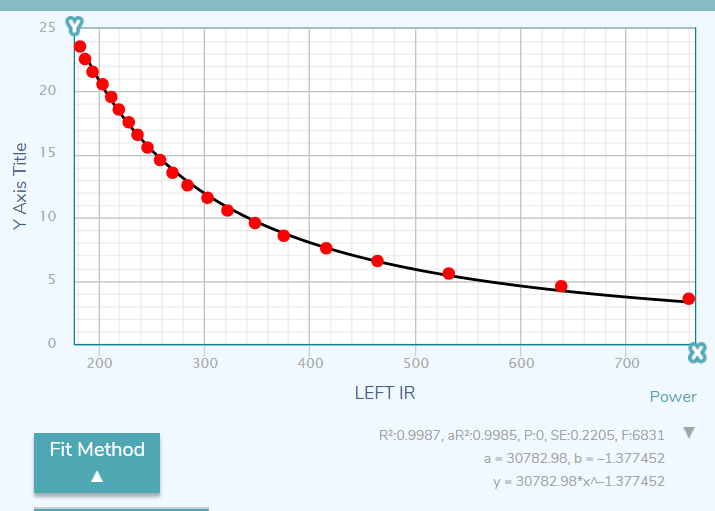 Y
25
20
15
10
5
0
Y Axis Title
200 300 400 500 600 700
X
LEFT IR
Power
Fit Method
▲
R²:0.9987, aR²:0.9985, P:0, SE:0.2205, F:6831 ▼
a = 30782.98, b = –1.377452
y = 30782.98*x^–1.377452